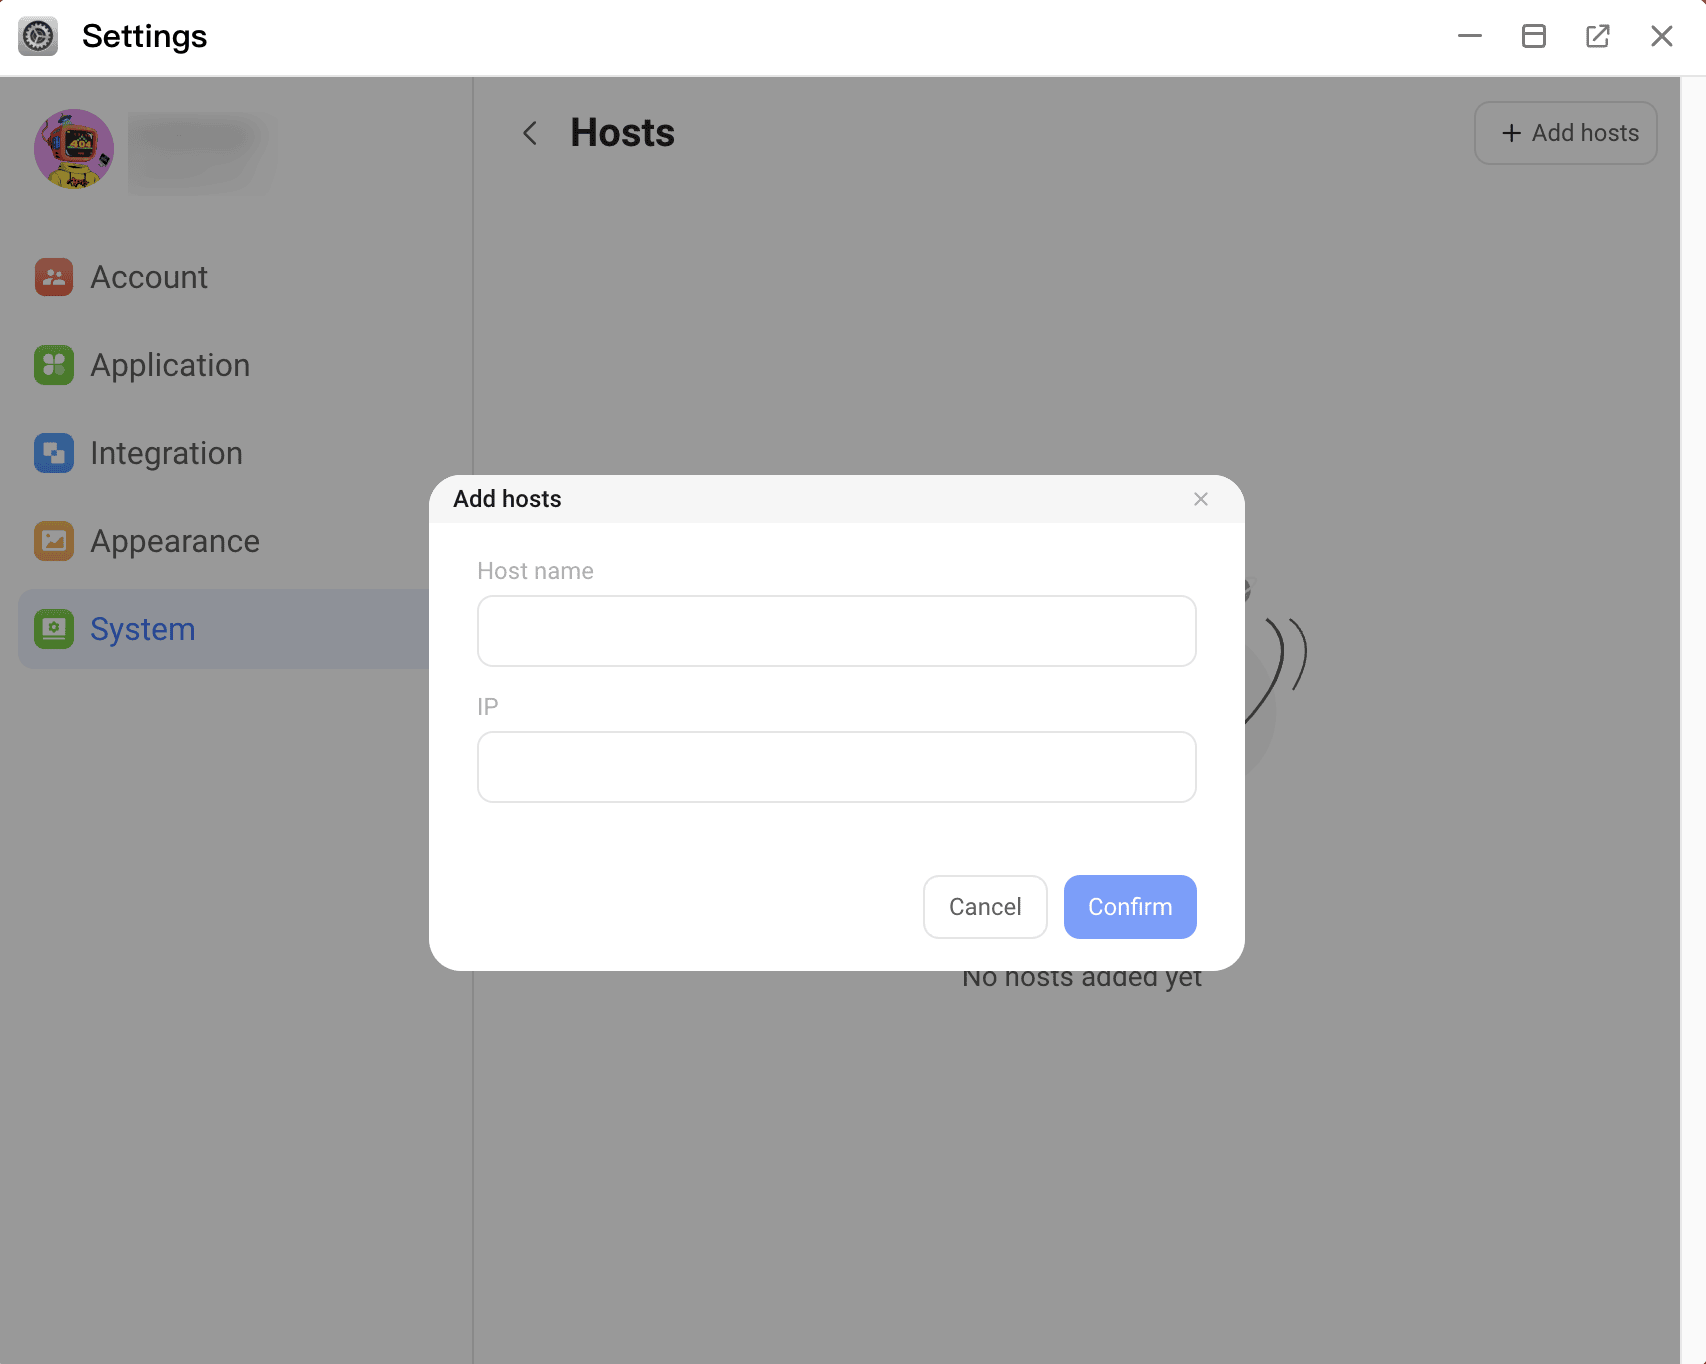 Settings
404
Hosts
Add hosts
Account
Application
Integration
Appearance
System
Add hosts
Host name
IP
Cancel
Confirm
No hosts added yet